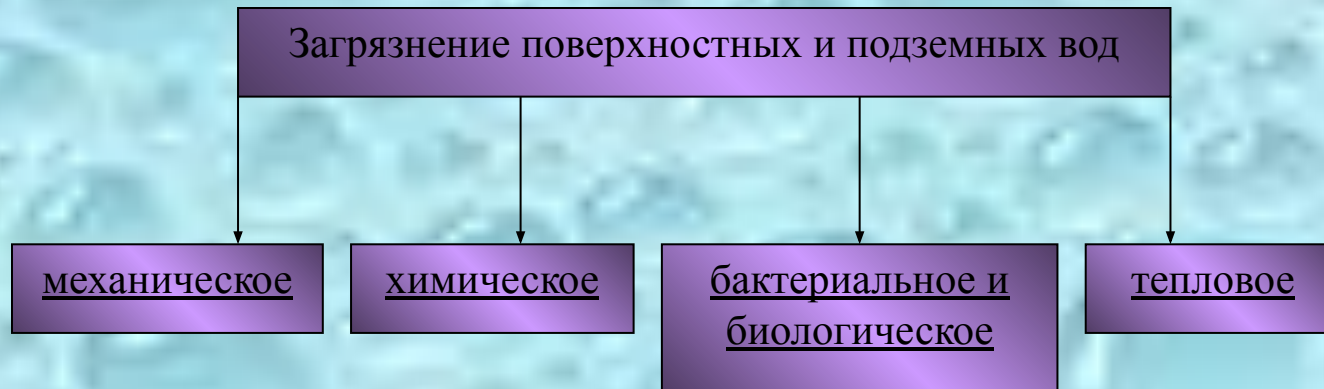 Загрязнение поверхностных и подземных вод
механическое
химическое
бактериальное и
биологическое
тепловое